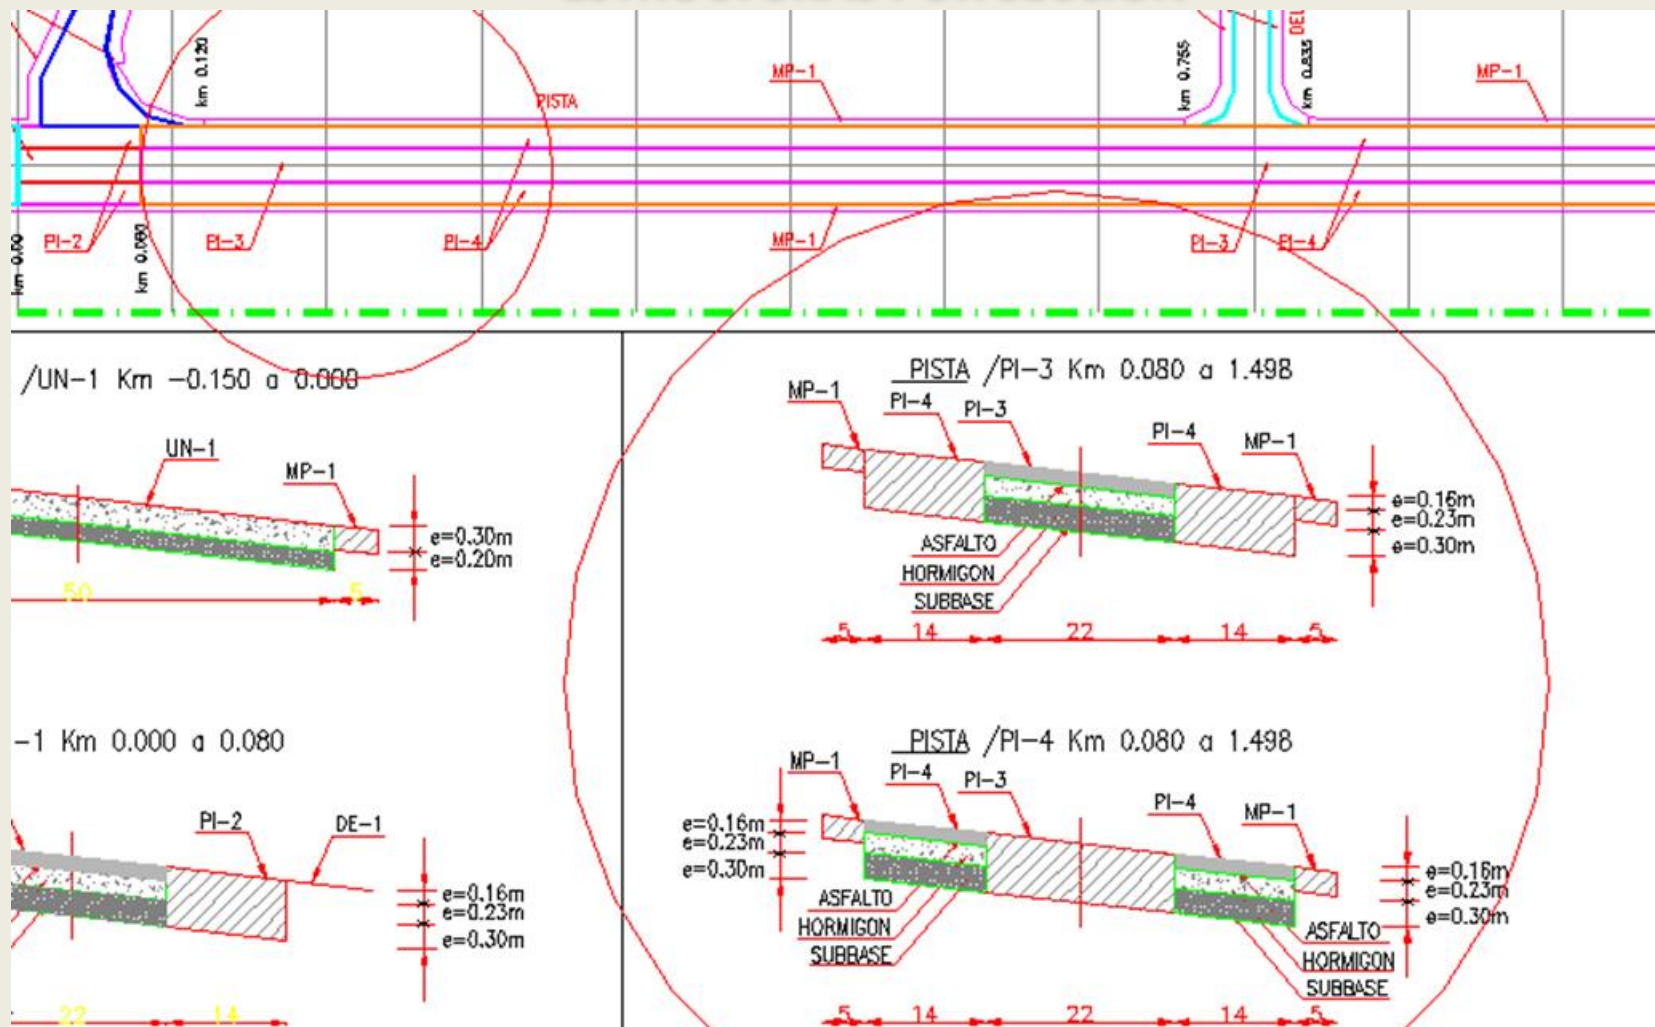 km 0.120
PISTA
MP-1
km 0.755
DEL
km 0.835
MP-1
km 0.00
PI-2
km 0.080
PI-3
PI-4
MP-1
PI-3
PI-4
/UN-1 Km -0.150 a 0.000
UN-1
MP-1
e=0.30m
e=0.20m
50
5
PISTA /PI-3 Km 0.080 a 1.498
MP-1
PI-4
PI-3
PI-4
MP-1
e=0.16m
e=0.23m
e=0.30m
ASFALTO
HORMIGON
SUBBASE
5 14 22 14 5
-1 Km 0.000 a 0.080
PI-2
DE-1
e=0.16m
e=0.23m
e=0.30m
22 14
PISTA /PI-4 Km 0.080 a 1.498
MP-1
PI-4
PI-3
PI-4
MP-1
e=0.16m
e=0.23m
e=0.30m
e=0.16m
e=0.23m
e=0.30m
ASFALTO
HORMIGON
SUBBASE
ASFALTO
HORMIGON
SUBBASE
5 14 22 14 5